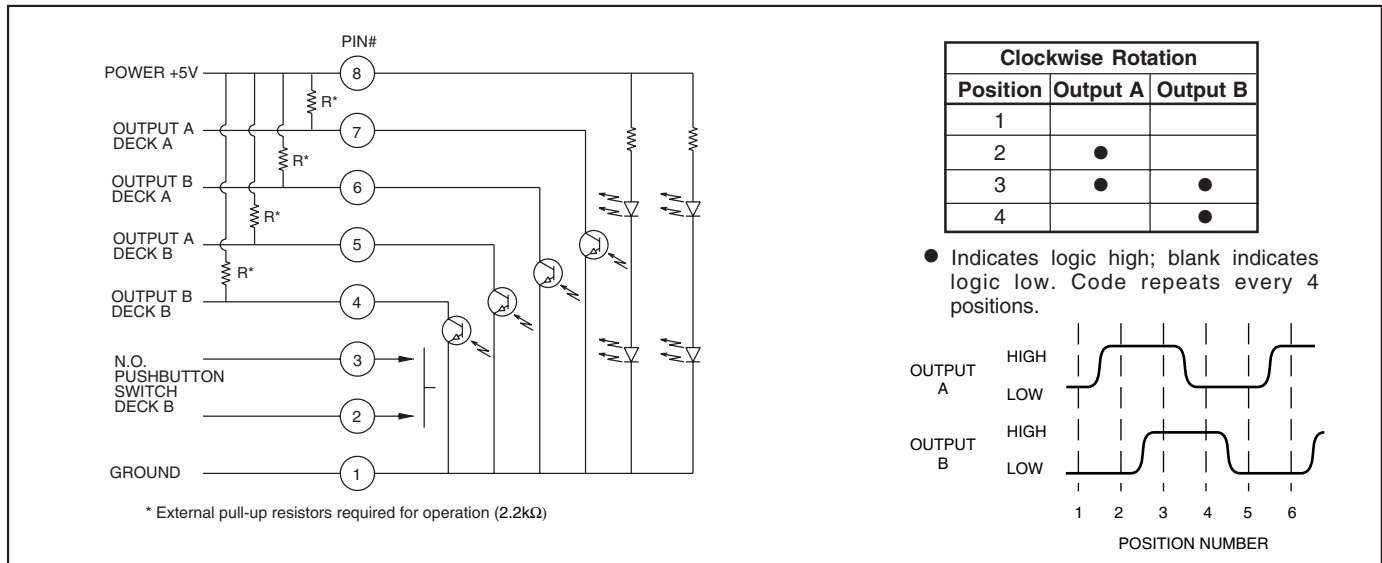 PIN#
POWER +5V
8
R*
OUTPUT A
DECK A
7
R*
OUTPUT B
DECK A
6
R*
OUTPUT A
DECK B
5
R*
OUTPUT B
DECK B
4
N.O.
PUSHBUTTON
SWITCH
DECK B
3
2
GROUND
1
* External pull-up resistors required for operation (2.2kΩ)
Clockwise Rotation
Position Output A Output B
1
2 ●
3 ● ●
4 ●
● Indicates logic high; blank indicates
logic low. Code repeats every 4
positions.
OUTPUT
A
HIGH
LOW
OUTPUT
B
HIGH
LOW
1 2 3 4 5 6
POSITION NUMBER